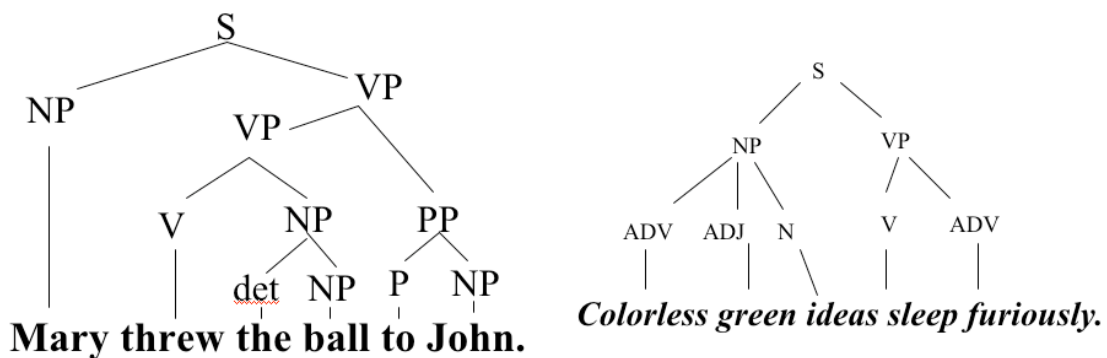 S
NP VP
VP
V NP PP
det NP P NP
Mary threw the ball to John.
S
NP VP
ADV ADJ N V ADV
Colorless green ideas sleep furiously.